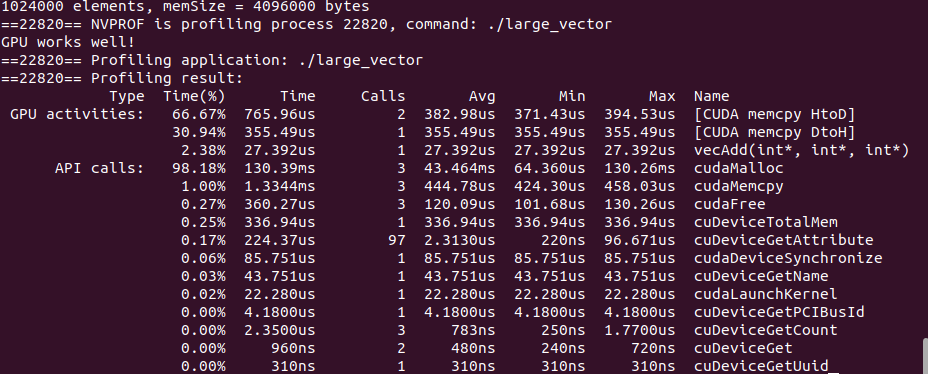 1024000 elements, memSize = 4096000 bytes
==22820== NVPROF is profiling process 22820, command: ./large_vector
GPU works well!
==22820== Profiling application: ./large_vector
==22820== Profiling result:
Type Time(%) Time Calls Avg Min Max Name
GPU activities: 66.67% 765.96us 2 382.98us 371.43us 394.53us [CUDA memcpy HtoD]
30.94% 355.49us 1 355.49us 355.49us 355.49us [CUDA memcpy DtoH]
2.38% 27.392us 1 27.392us 27.392us 27.392us vecAdd(int*, int*, int*)
API calls: 98.18% 130.39ms 3 43.464ms 64.360us 130.26ms cudaMalloc
1.00% 1.3344ms 3 444.78us 424.30us 458.03us cudaMemcpy
0.27% 360.27us 3 120.09us 101.68us 130.26us cudaFree
0.25% 336.94us 1 336.94us 336.94us 336.94us cuDeviceTotalMem
0.17% 224.37us 97 2.3130us 220ns 96.671us cuDeviceGetAttribute
0.06% 85.751us 1 85.751us 85.751us 85.751us cudaDeviceSynchronize
0.03% 43.751us 1 43.751us 43.751us 43.751us cuDeviceGetName
0.02% 22.280us 1 22.280us 22.280us 22.280us cudaLaunchKernel
0.00% 4.1800us 1 4.1800us 4.1800us 4.1800us cuDeviceGetPCIBusId
0.00% 2.3500us 3 783ns 250ns 1.7700us cuDeviceGetCount
0.00% 960ns 2 480ns 240ns 720ns cuDeviceGet
0.00% 310ns 1 310ns 310ns 310ns cuDeviceGetUuid_